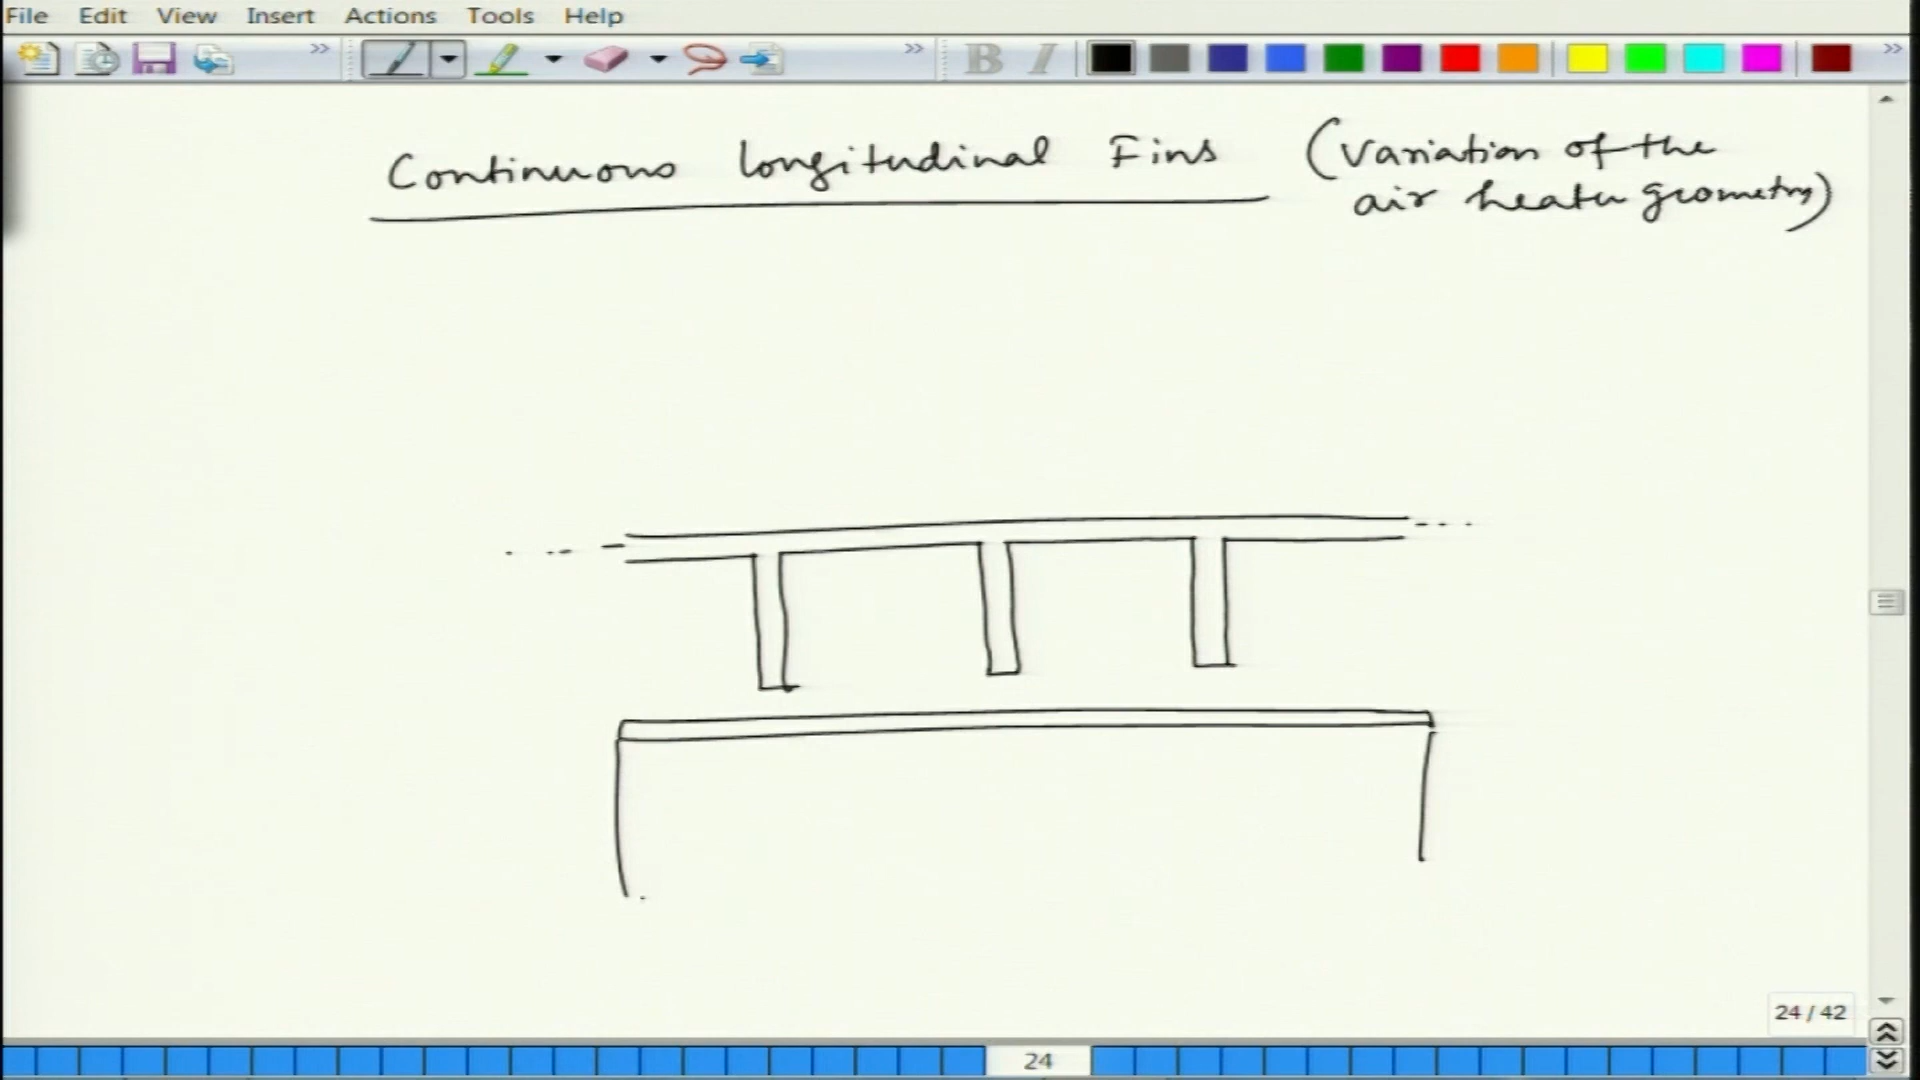 File Edit View Insert Actions Tools Help
B I
Continuous longitudinal Fins (variation of the
air heater geometry)
24 / 42
24